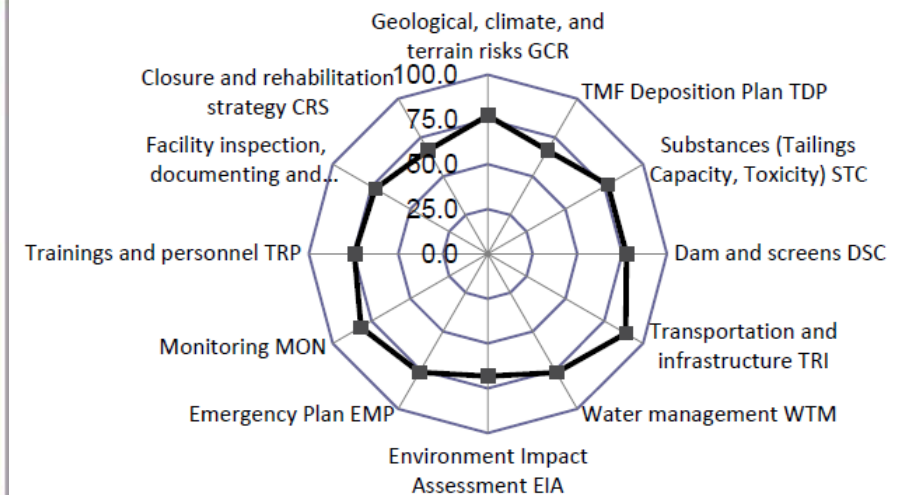 Geological, climate, and
terrain risks GCR
TMF Deposition Plan TDP
Substances (Tailings
Capacity, Toxicity) STC
Dam and screens DSC
Transportation and
infrastructure TRI
Water management WTM
Environment Impact
Assessment EIA
Emergency Plan EMP
Monitoring MON
Trainings and personnel TRP
Facility inspection,
documenting and...
Closure and rehabilitation
strategy CRS
100.0
75.0
50.0
25.0
0.0